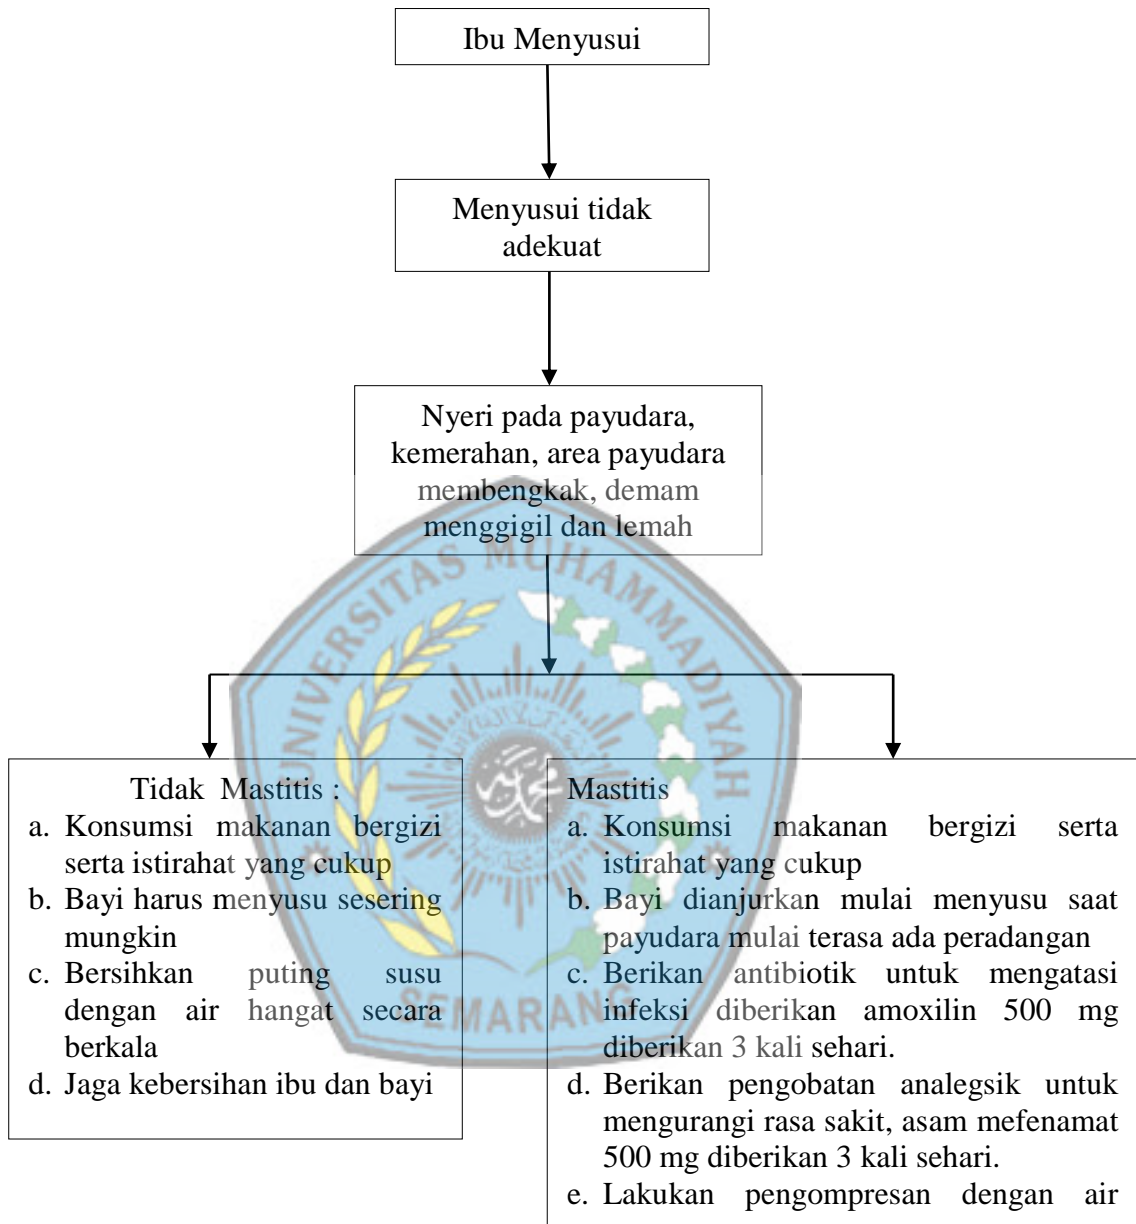 Ibu Menyusui
Menyusui tidak
adekuat
Nyeri pada payudara,
kemerahan, area payudara
membengkak, demam
menggigil dan lemah
UNIVERSITAS MUHAMMADIYAH
SEMARANG
Tidak Mastitis :
a. Konsumsi makanan bergizi
serta istirahat yang cukup
b. Bayi harus menyusu sesering
mungkin
c. Bersihkan puting susu
dengan air hangat secara
berkala
d. Jaga kebersihan ibu dan bayi
Mastitis
a. Konsumsi makanan bergizi serta
istirahat yang cukup
b. Bayi dianjurkan mulai menyusu saat
payudara mulai terasa ada peradangan
c. Berikan antibiotik untuk mengatasi
infeksi diberikan amoxilin 500 mg
diberikan 3 kali sehari.
d. Berikan pengobatan analegsik untuk
mengurangi rasa sakit, asam mefenamat
500 mg diberikan 3 kali sehari.
e. Lakukan pengompresan dengan air